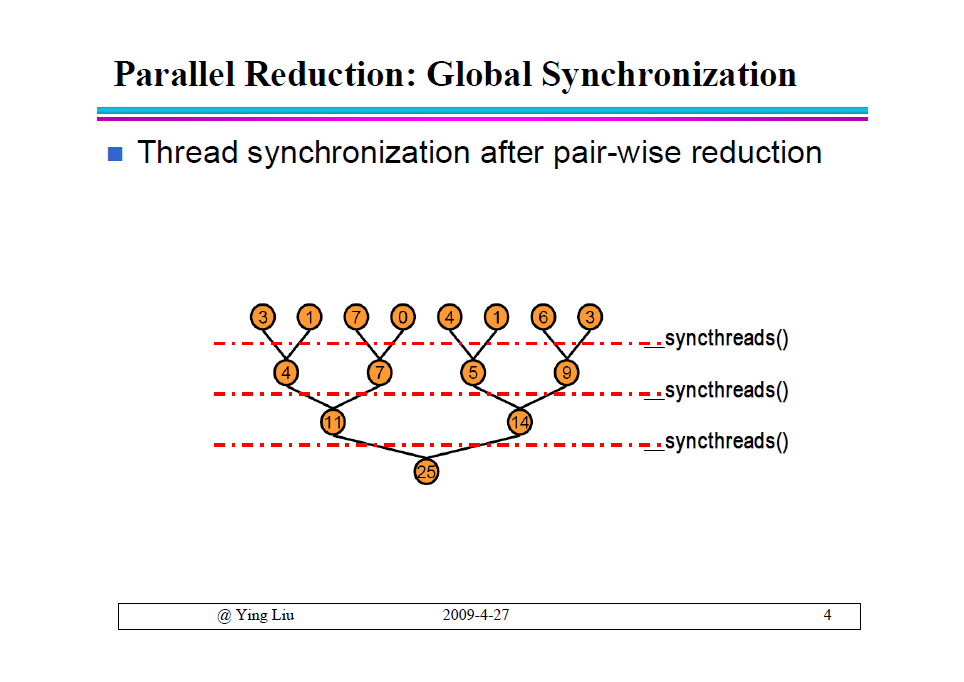 Parallel Reduction: Global Synchronization
Thread synchronization after pair-wise reduction
3 1 7 0 4 1 6 3
__syncthreads()
4 7 5 9
__syncthreads()
11 14
__syncthreads()
25
@ Ying Liu 2009-4-27 4